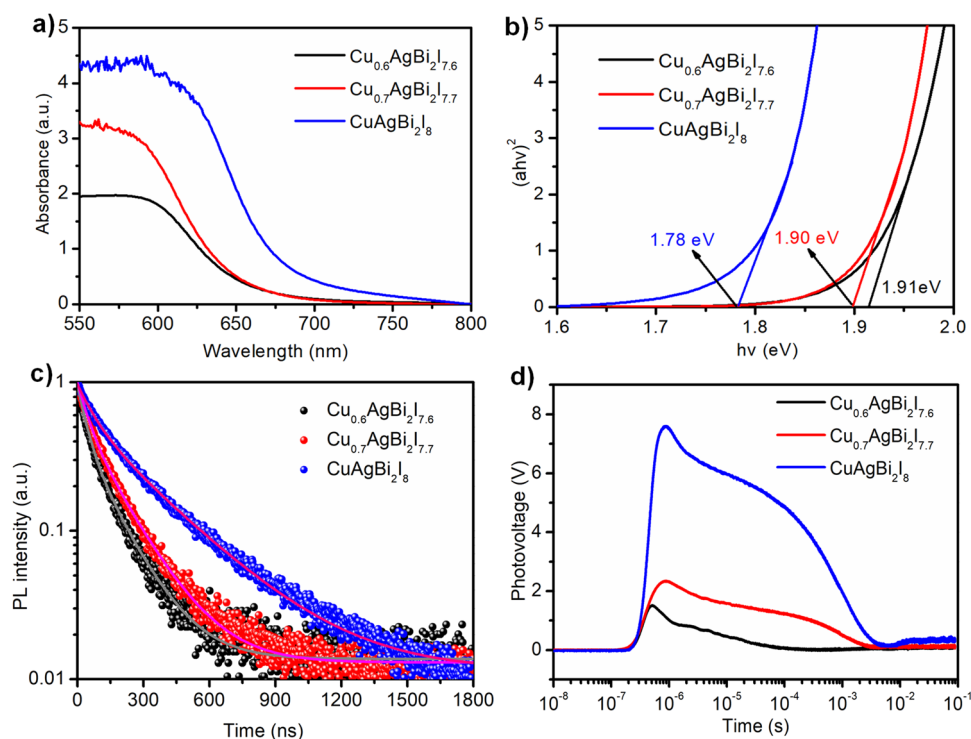 a)
5
4
3
2
1
0
Absorbance (a.u.)
Cu0.6AgBi2I7.6
Cu0.7AgBi2I7.7
CuAgBi2I8
550
600
650
700
750
800
Wavelength (nm)
b)
5
4
3
2
1
0
(ahv)2
Cu0.6AgBi2I7.6
Cu0.7AgBi2I7.7
CuAgBi2I8
1.78 eV
1.90 eV
1.91eV
1.6
1.7
1.8
1.9
2.0
hv (eV)
c)
1
0.1
0.01
PL intensity (a.u.)
Cu0.6AgBi2I7.6
Cu0.7AgBi2I7.7
CuAgBi2I8
0
300
600
900
1200
1500
1800
Time (ns)
d)
8
6
4
2
0
Photovoltage (V)
Cu0.6AgBi2I7.6
Cu0.7AgBi2I7.7
CuAgBi2I8
10-8
10-7
10-6
10-5
10-4
10-3
10-2
10-1
Time (s)